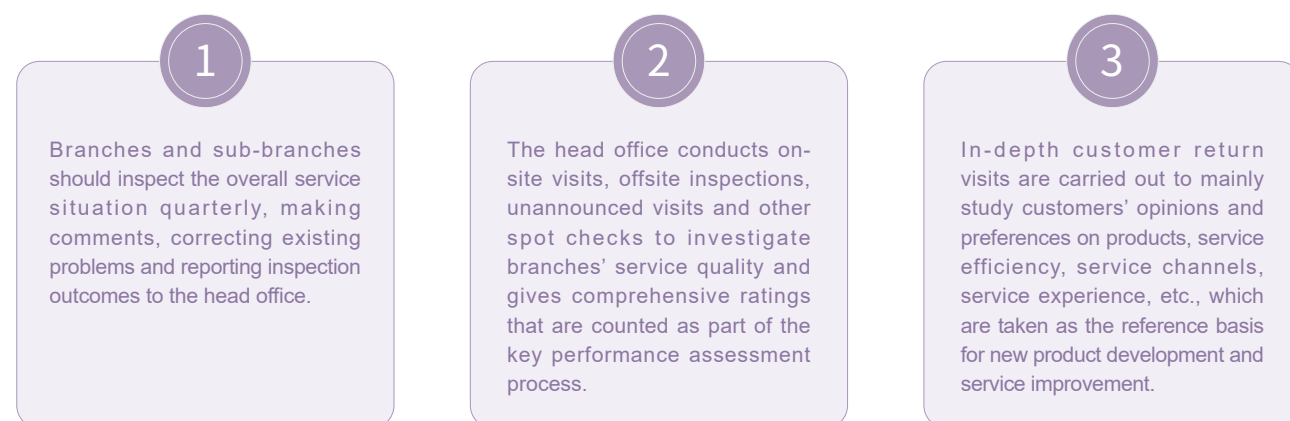 1
Branches and sub-branches
should inspect the overall service
situation quarterly, making
comments, correcting existing
problems and reporting inspection
outcomes to the head office.
2
The head office conducts on-
site visits, offsite inspections,
unannounced visits and other
spot checks to investigate
branches’ service quality and
gives comprehensive ratings
that are counted as part of the
key performance assessment
process.
3
In-depth customer return
visits are carried out to mainly
study customers’ opinions and
preferences on products, service
efficiency, service channels,
service experience, etc., which
are taken as the reference basis
for new product development and
service improvement.